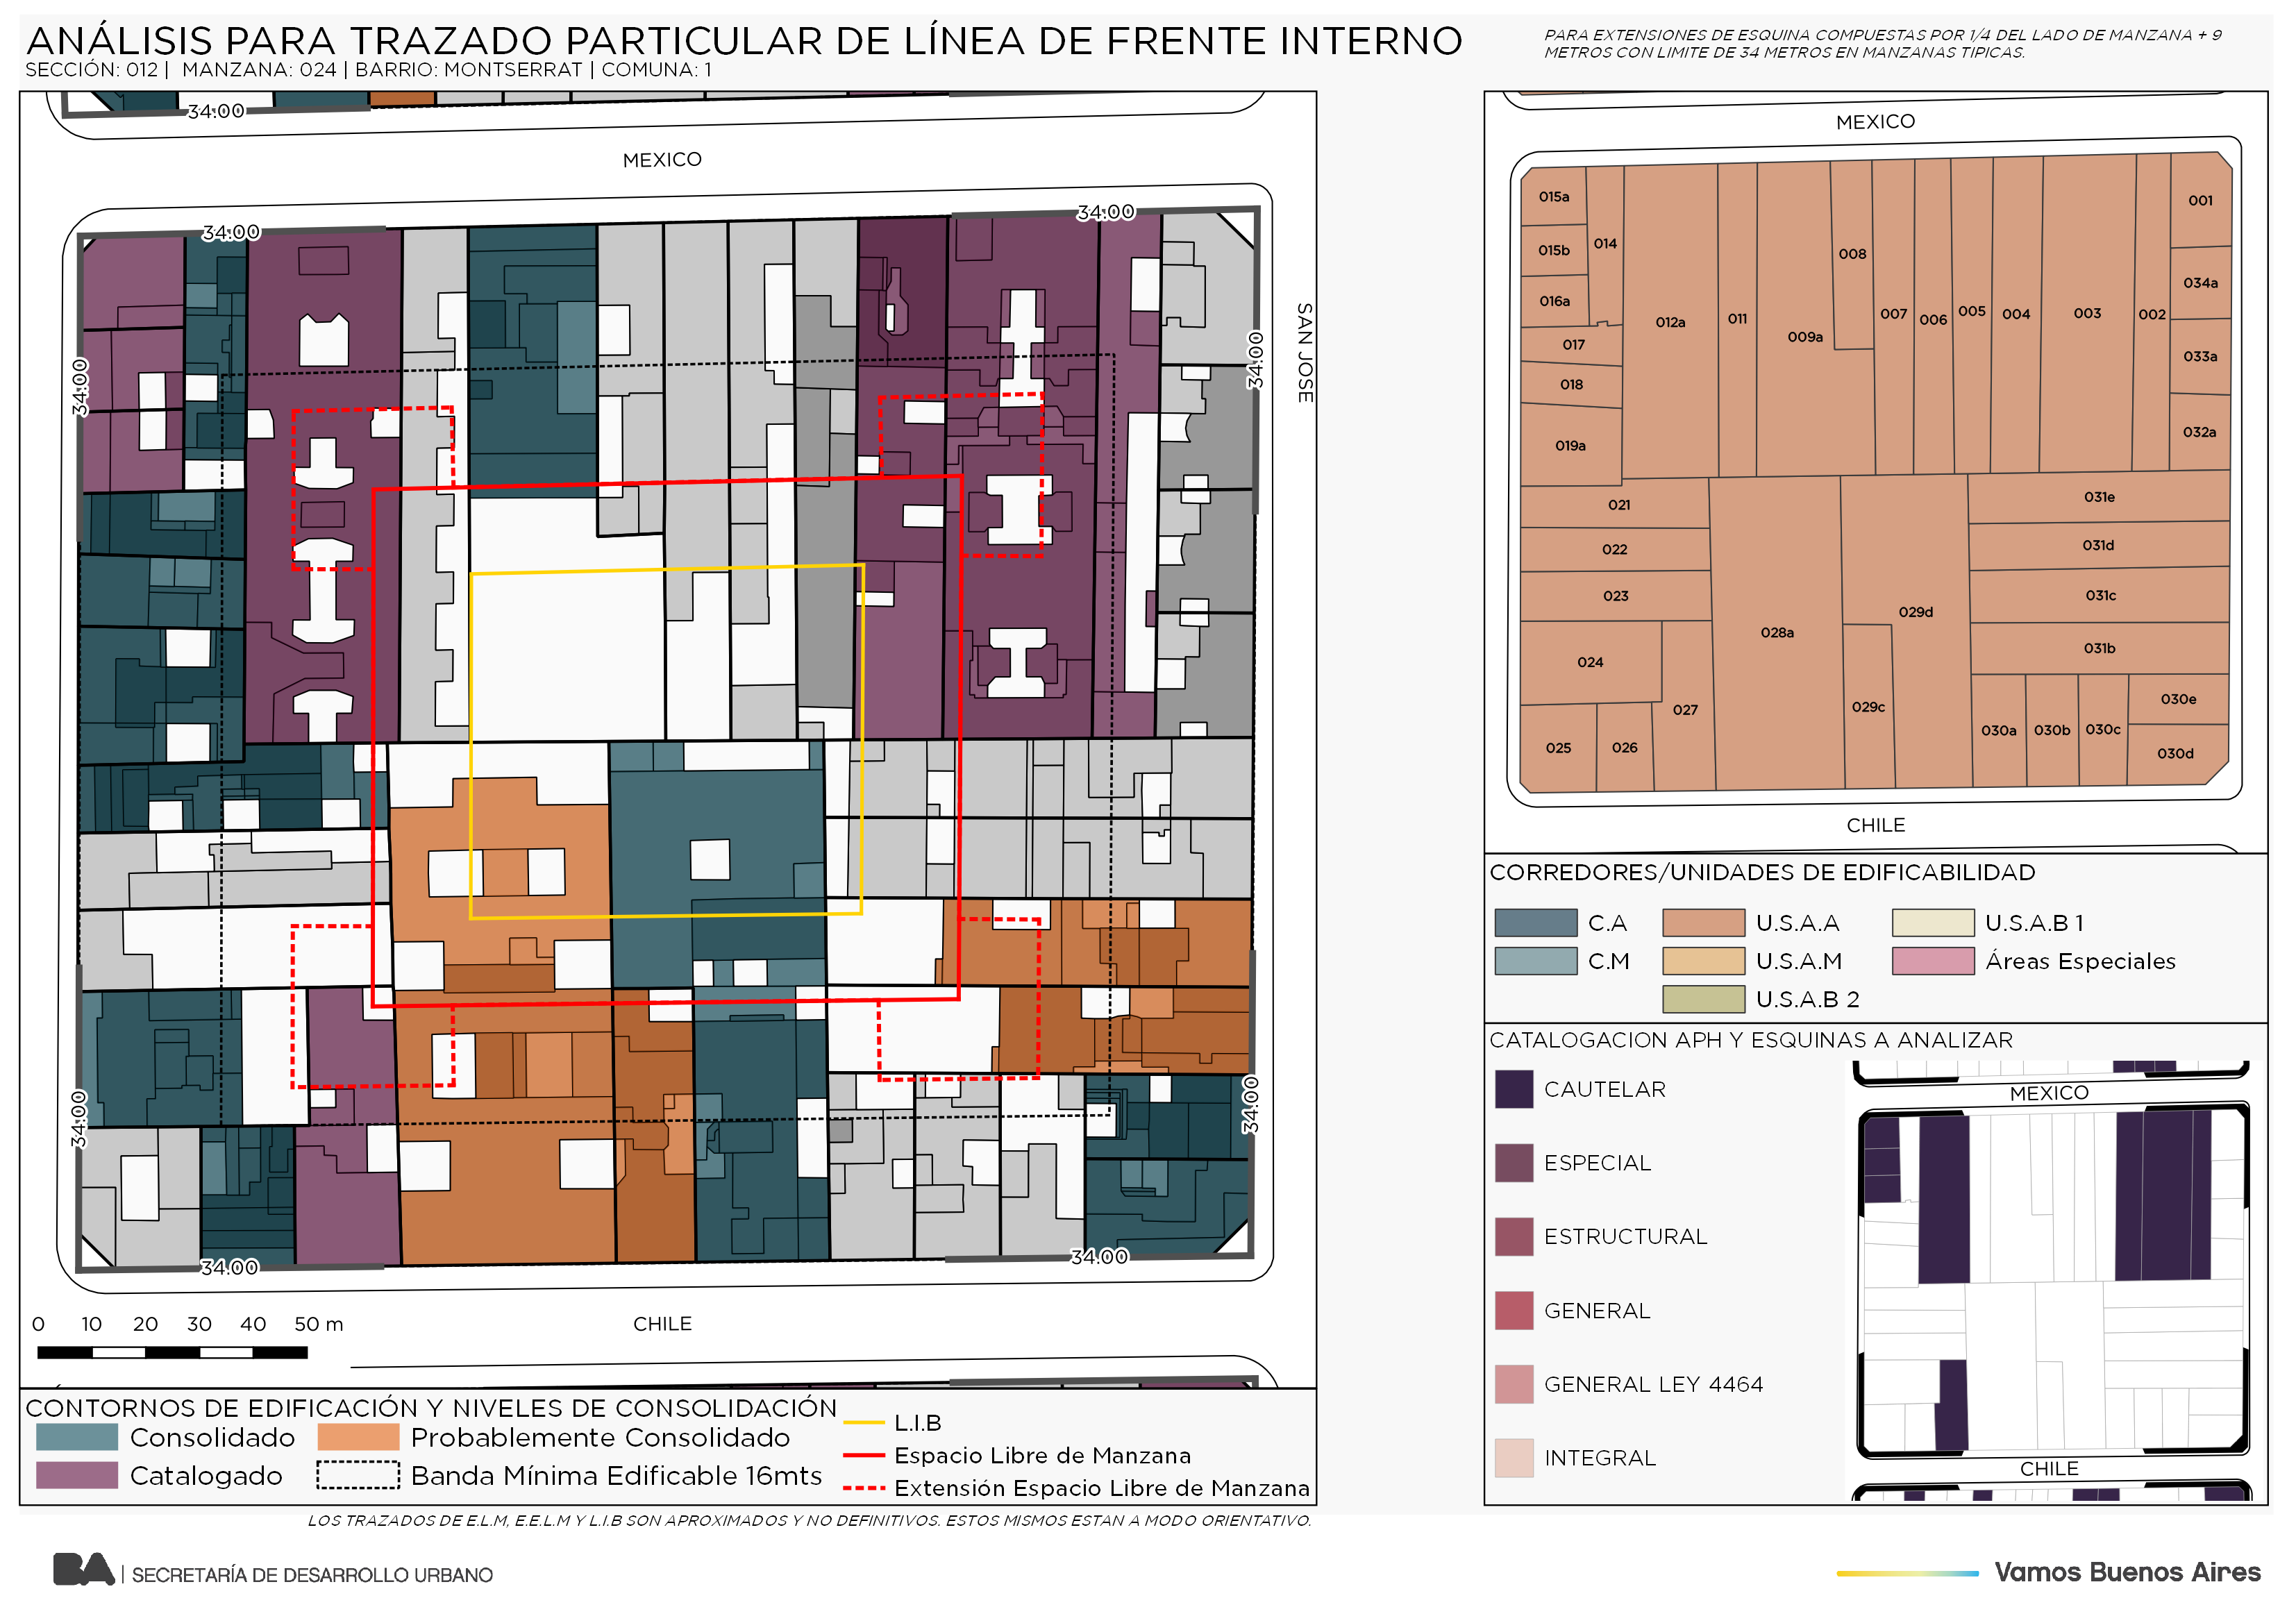 ANÁLISIS PARA TRAZADO PARTICULAR DE LÍNEA DE FRENTE INTERNO
SECCIÓN: 012 | MANZANA: 024 | BARRIO: MONTSERRAT | COMUNA: 1
PARA EXTENSIONES DE ESQUINA COMPUESTAS POR 1/4 DEL LADO DE MANZANA + 9
METROS CON LIMITE DE 34 METROS EN MANZANAS TIPICAS.
34.00
MEXICO
34.00
34.00
SAN JOSE
34.00
34.00
34.00
34.00
34.00
34.00
CHILE
0 10 20 30 40 50 m
CONTORNOS DE EDIFICACIÓN Y NIVELES DE CONSOLIDACIÓN
Consolidado
Probablemente Consolidado
Catalogado
Banda Mínima Edificable 16mts
L.I.B
Espacio Libre de Manzana
Extensión Espacio Libre de Manzana
LOS TRAZADOS DE E.L.M, E.E.L.M Y L.I.B SON APROXIMADOS Y NO DEFINITIVOS. ESTOS MISMOS ESTAN A MODO ORIENTATIVO.
MEXICO
015a
014
015b
016a
017
018
019a
012a
011
009a
008
007
006
005
004
003
002
001
034a
033a
032a
021
022
023
024
025
026
027
028a
029d
029c
031e
031d
031c
031b
030a
030b
030c
030e
030d
CHILE
CORREDORES/UNIDADES DE EDIFICABILIDAD
C.A
U.S.A.A
U.S.A.B 1
C.M
U.S.A.M
Áreas Especiales
U.S.A.B 2
CATALOGACION APH Y ESQUINAS A ANALIZAR
CAUTELAR
ESPECIAL
ESTRUCTURAL
GENERAL
GENERAL LEY 4464
INTEGRAL
MEXICO
CHILE
BA | SECRETARÍA DE DESARROLLO URBANO
Vamos Buenos Aires